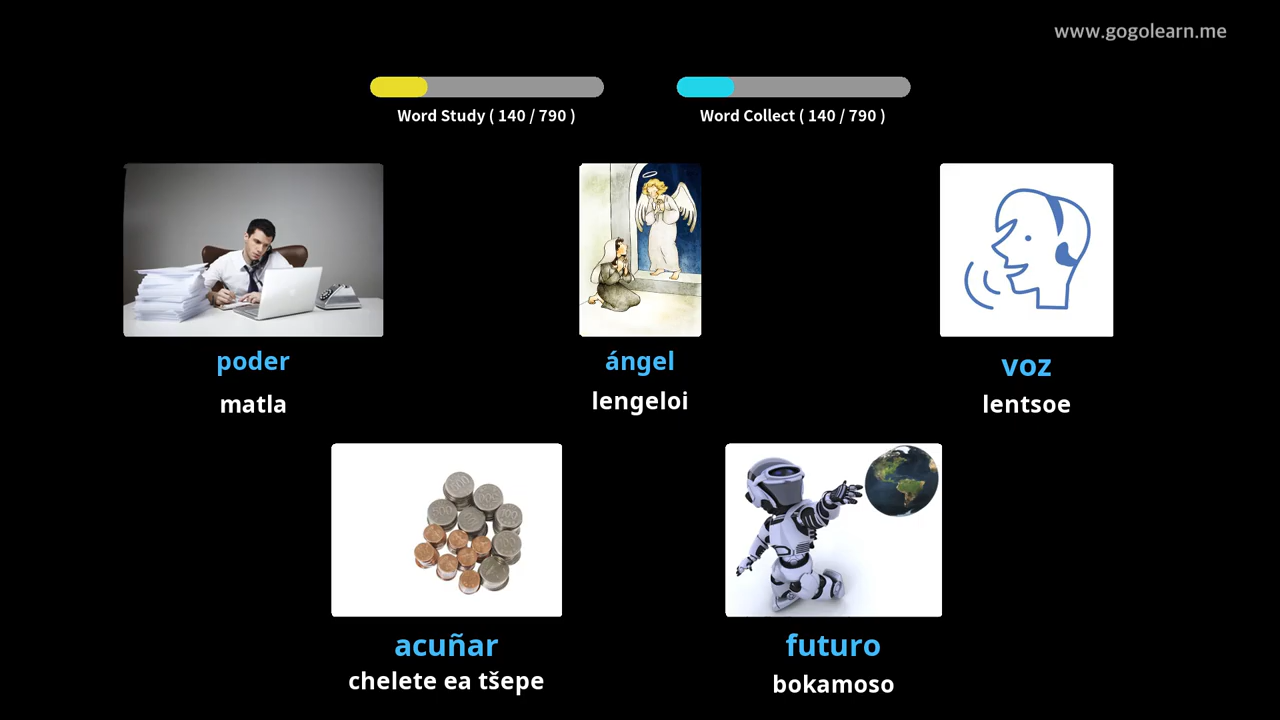 www.gogolearn.me
Word Study ( 140 / 790 )
Word Collect ( 140 / 790 )
poder
matla
ángel
lengeloi
voz
lentsoe
acuñar
chelete ea tšepe
futuro
bokamoso